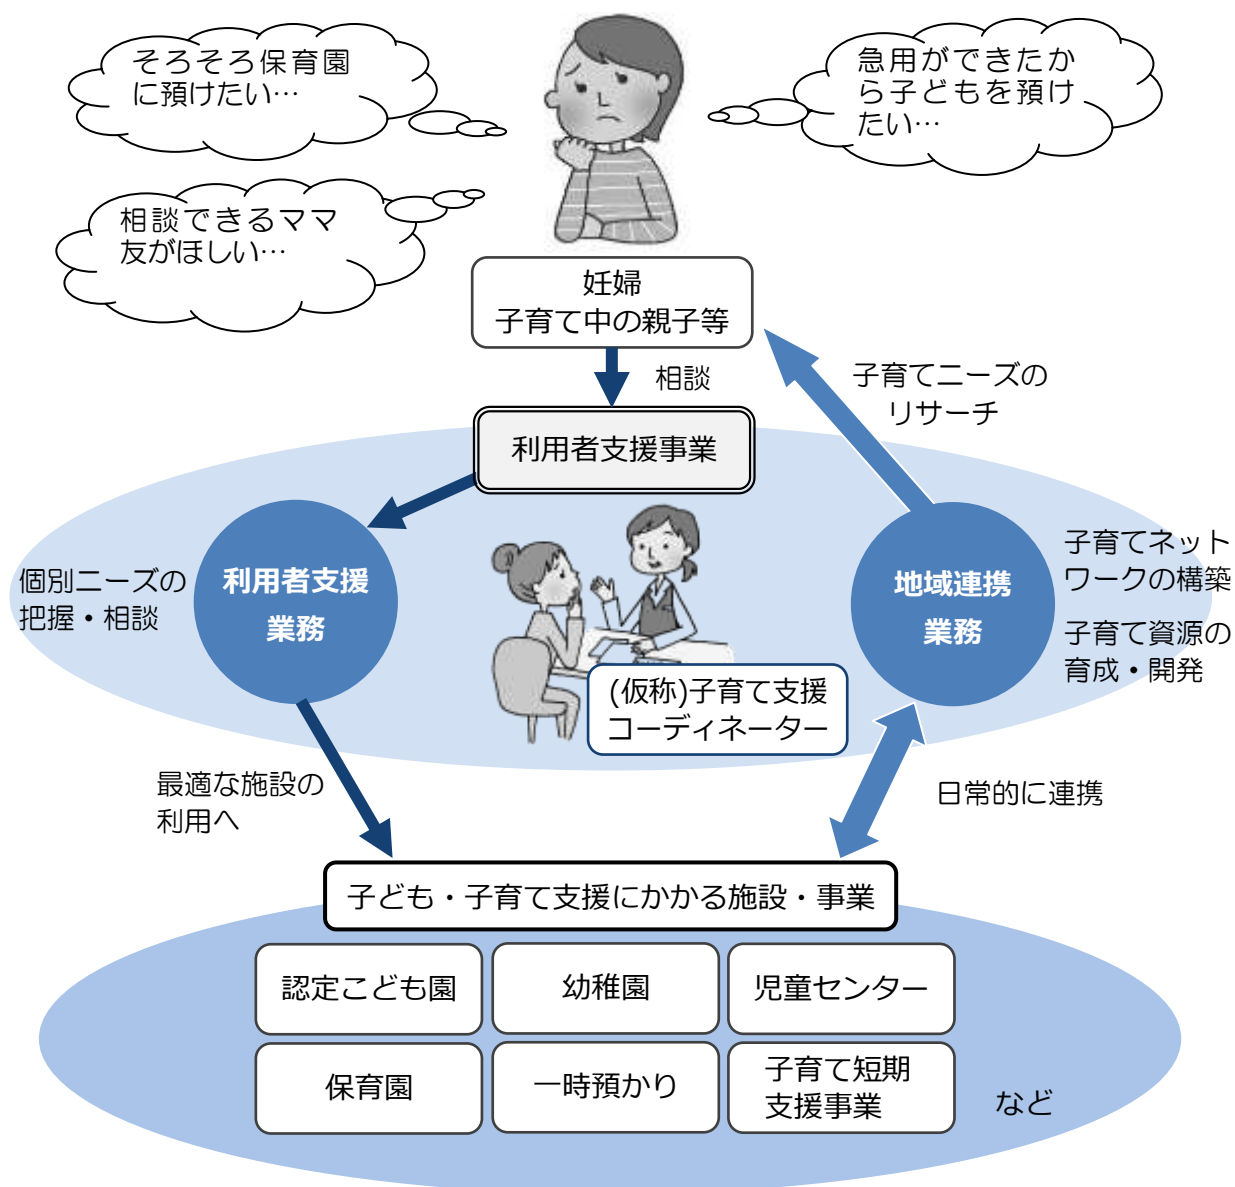 そろそろ保育園
に預けたい…
急用ができたか
ら子どもを預け
たい…
相談できるママ
友がほしい…
妊婦
子育て中の親子等
相談
子育てニーズの
リサーチ
利用者支援事業
個別ニーズの
把握・相談
利用者支援
業務
地域連携
業務
子育てネット
ワークの構築
子育て資源の
育成・開発
(仮称)子育て支援
コーディネーター
最適な施設の
利用へ
日常的に連携
子ども・子育て支援にかかる施設・事業
認定こども園
幼稚園
児童センター
保育園
一時預かり
子育て短期
支援事業
など